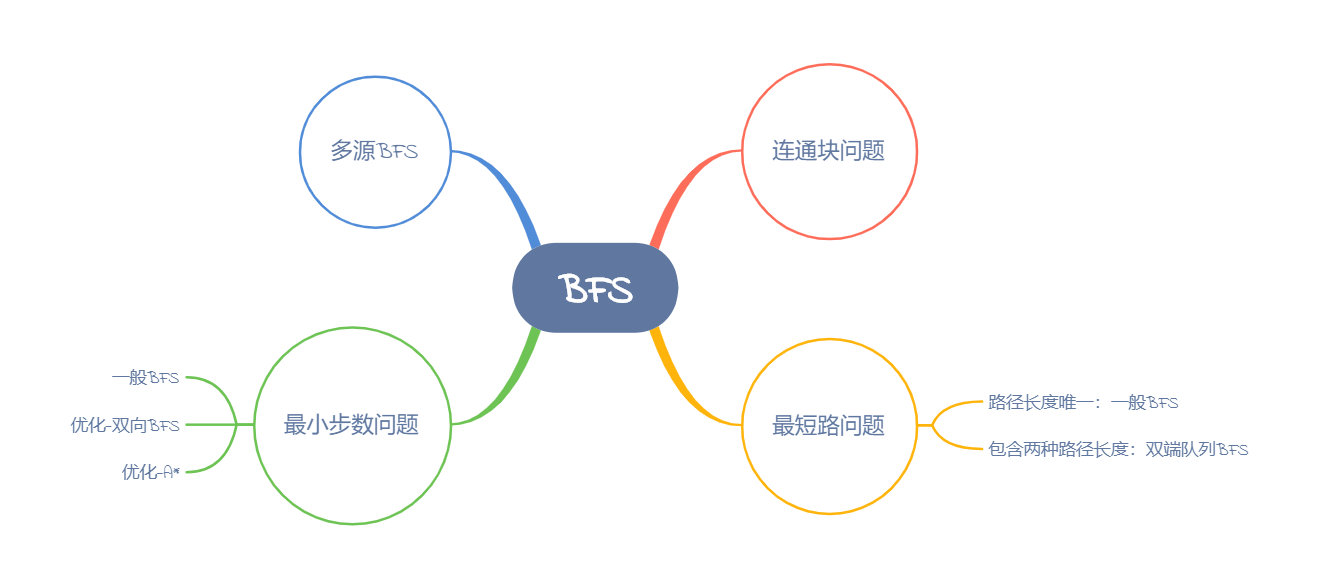 多源BFS
连通块问题
BFS
一般BFS
优化-双向BFS
优化-A*
最小步数问题
最短路问题
路径长度唯一：一般BFS
包含两种路径长度：双端队列BFS